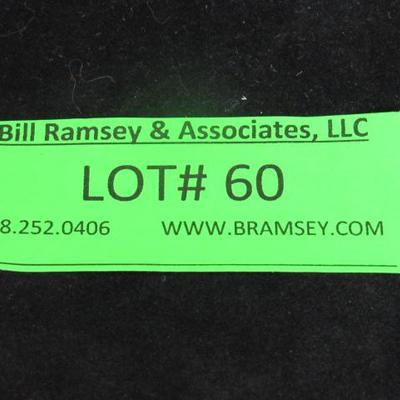 Bill Ramsey & Associates, LLC
LOT# 60
8.252.0406 WWW.BRAMSEY.COM